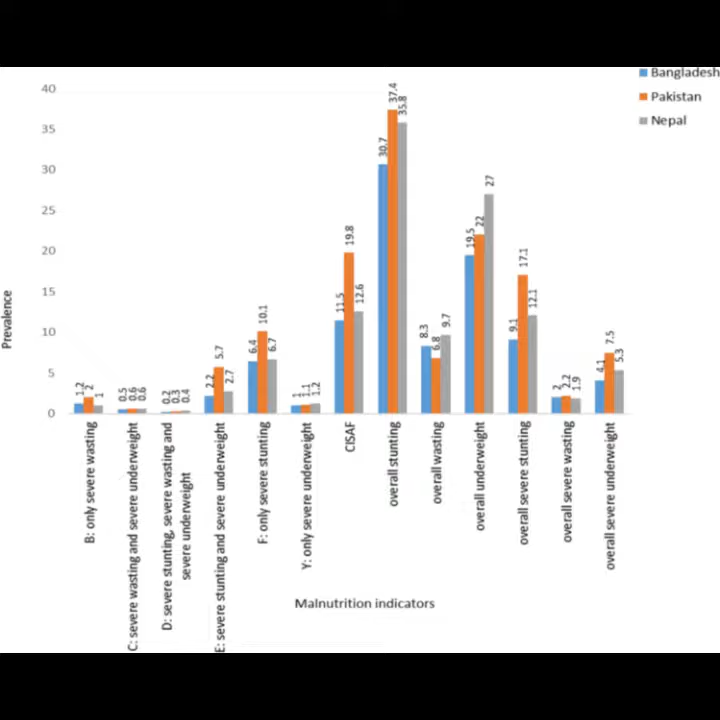 Bangladesh
Pakistan
Nepal
40
35
30
25
20
15
10
5
0
Prevalence
1.2
2
1
0.5
0.6
0.6
0.2
0.3
0.4
2.2
5.7
2.7
6.4
10.1
6.7
1
1.1
1.2
11.5
19.8
12.6
30.7
37.4
35.8
8.3
6.8
9.7
19.5
22
27
9.1
17.1
12.1
2
2.2
1.9
4.1
7.5
5.3
B: only severe wasting
C: severe wasting and severe underweight
D: severe stunting, severe wasting and
severe underweight
E: severe stunting and severe underweight
F: only severe stunting
Y: only severe underweight
CISAF
overall stunting
overall wasting
overall underweight
overall severe stunting
overall severe wasting
overall severe underweight
Malnutrition indicators